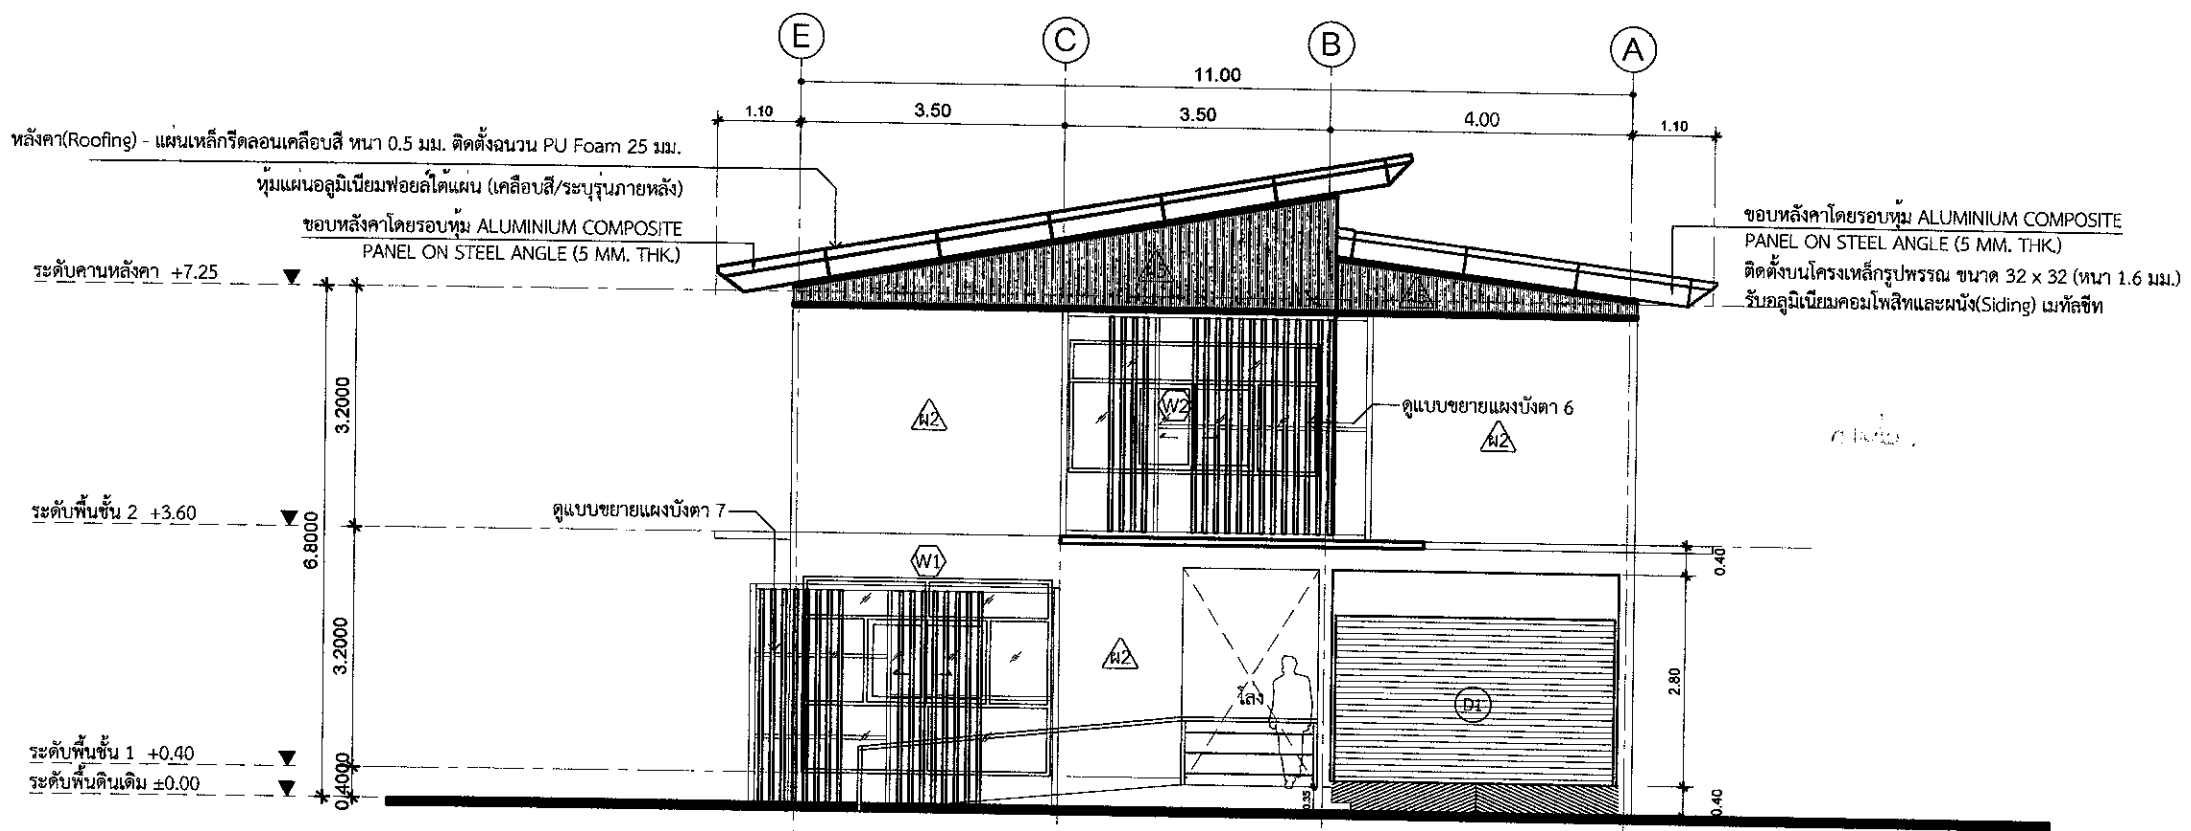 E
C
B
A
11.00
1.10
3.50
3.50
4.00
1.10
หลังคา(Roofing) - แผ่นเหล็กรีดลอนเคลือบสี หนา 0.5 มม. ติดตั้งฉนวน PU Foam 25 มม.
หุ้มแผ่นอลูมิเนียมฟอยล์ใต้แผ่น (เคลือบสี/ระบุรุ่นภายหลัง)
ขอบหลังคาโดยรอบหุ้ม ALUMINIUM COMPOSITE
PANEL ON STEEL ANGLE (5 MM. THK.)
ขอบหลังคาโดยรอบหุ้ม ALUMINIUM COMPOSITE
PANEL ON STEEL ANGLE (5 MM. THK.)
ติดตั้งบนโครงเหล็กรูปพรรณ ขนาด 32 x 32 (หนา 1.6 มม.)
รับอลูมิเนียมคอมโพสิทและผนัง(Siding) เมทัลชีท
ระดับคานหลังคา +7.25
3.2000
W2
ผ2
ดูแบบขยายแผงบังตา 6
ผ2
ระดับพื้นชั้น 2 +3.60
ดูแบบขยายแผงบังตา 7
6.8000
W1
0.40
3.2000
ผ2
โล่ง
D1
2.80
ระดับพื้นชั้น 1 +0.40
ระดับพื้นดินเดิม ±0.00
0.4000
0.35
0.40